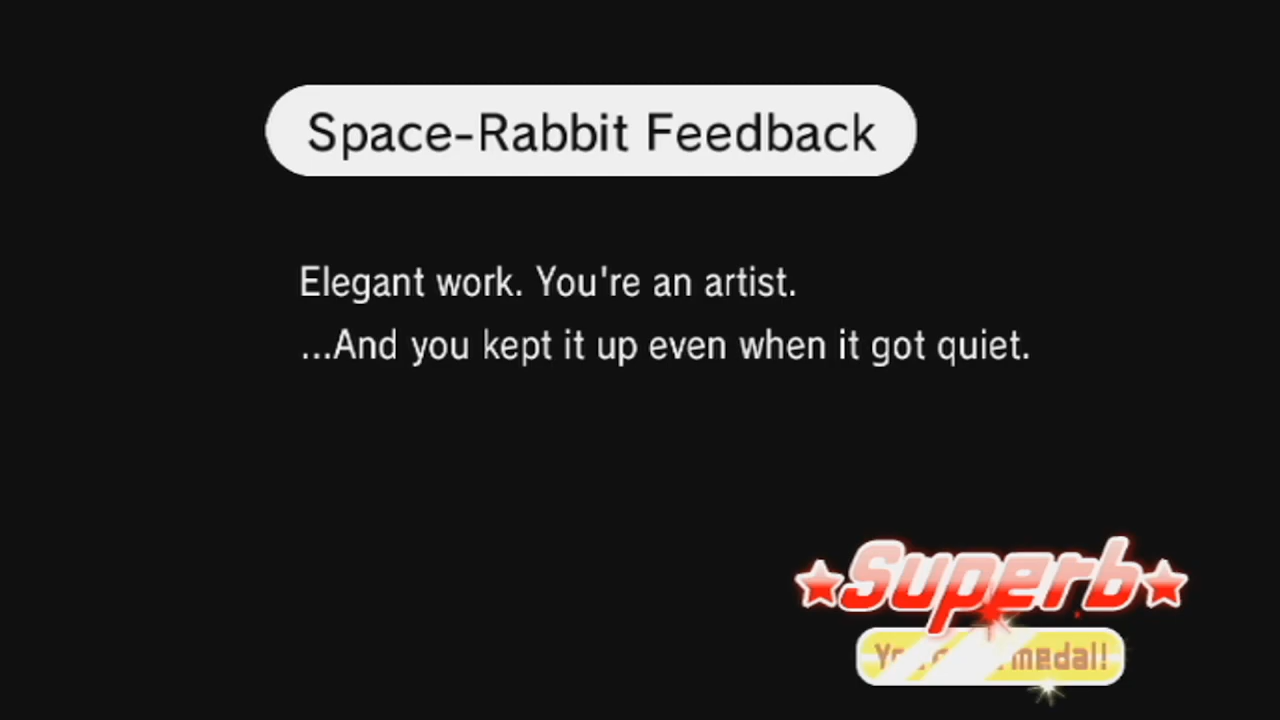 Space-Rabbit Feedback
Elegant work. You're an artist.
...And you kept it up even when it got quiet.
Superb
medal!